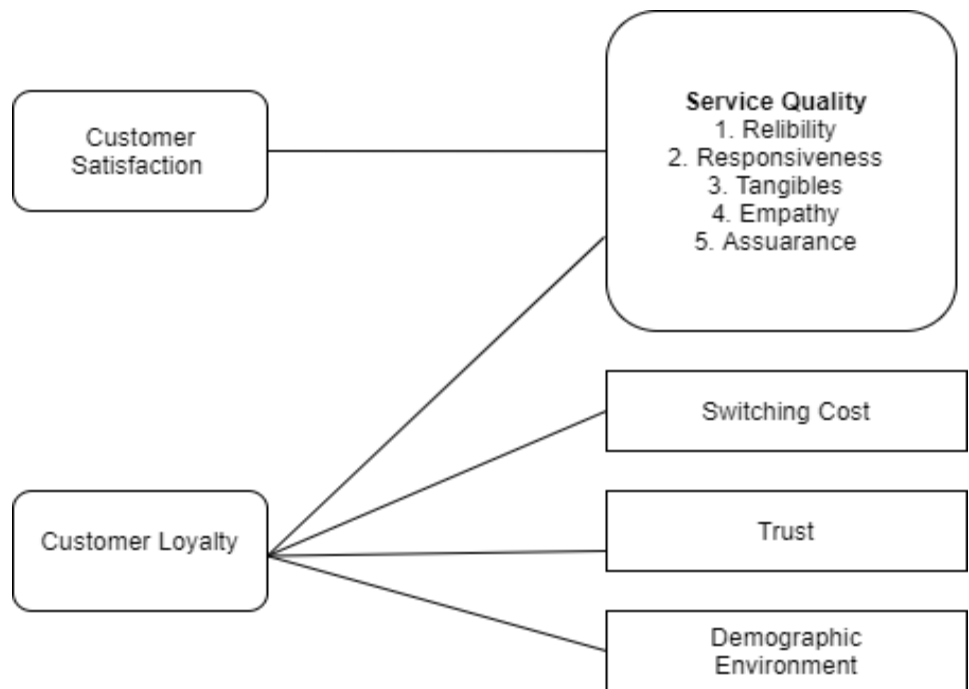 Customer
Satisfaction
Service Quality
1. Relibility
2. Responsiveness
3. Tangibles
4. Empathy
5. Assuarance
Switching Cost
Customer Loyalty
Trust
Demographic
Environment